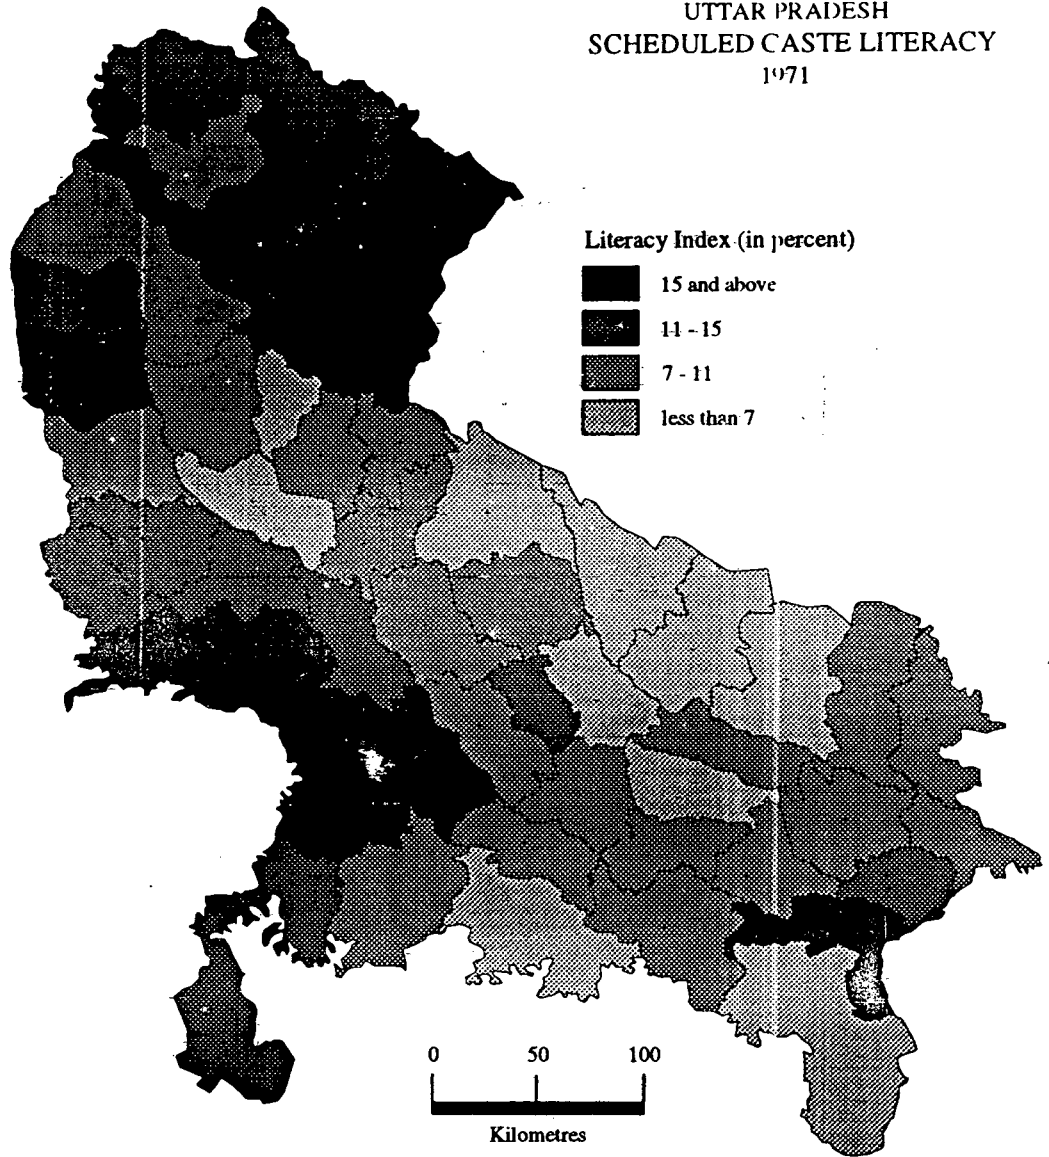 UTTAR PRADESH
SCHEDULED CASTE LITERACY
1971
Literacy Index (in percent)
15 and above
11 - 15
7 - 11
less than 7
0 50 100
Kilometres